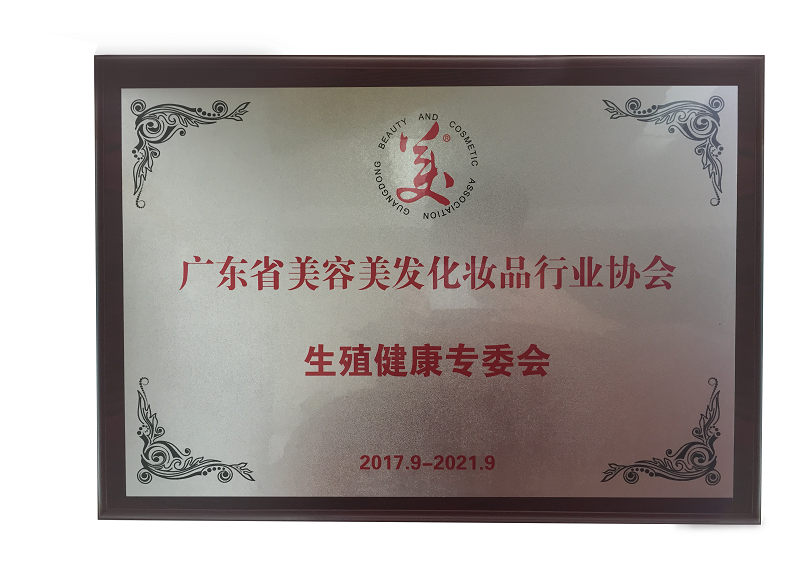 GUANGDONG BEAUTY AND COSMETIC ASSOCIATION
美®
广东省美容美发化妆品行业协会
生殖健康专委会
2017.9-2021.9